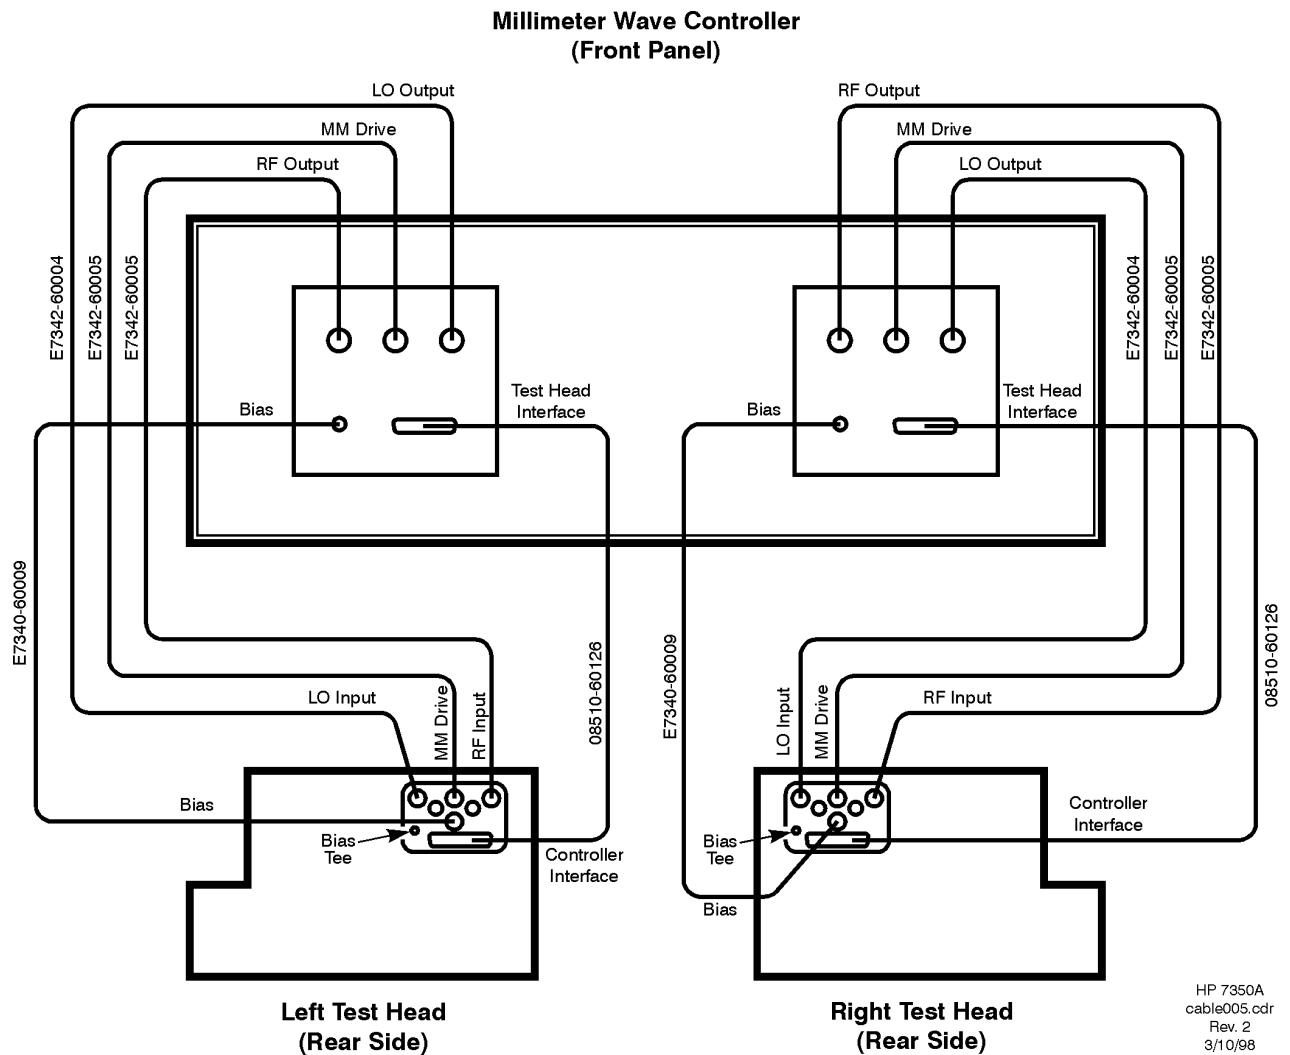 Millimeter Wave Controller
(Front Panel)
LO Output
RF Output
MM Drive
MM Drive
RF Output
LO Output
E7342-60004
E7342-60005
E7342-60005
E7342-60004
E7342-60005
E7342-60005
Test Head
Interface
Test Head
Interface
Bias
Bias
E7340-60009
08510-60126
E7340-60009
08510-60126
LO Input
MM Drive
RF Input
LO Input
MM Drive
RF Input
Bias
Bias
Tee
Controller
Interface
Bias
Tee
Controller
Interface
Bias
Left Test Head
(Rear Side)
Right Test Head
(Rear Side)
HP 7350A
cable005.cdr
Rev. 2
3/10/98